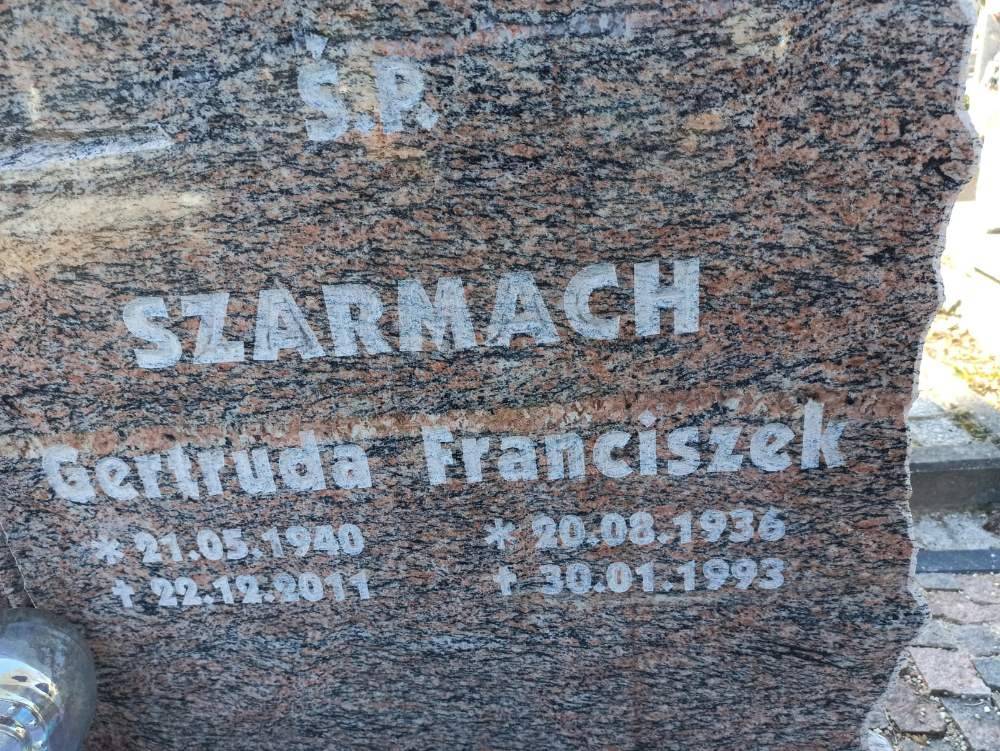 Ś.P.
SZARMACH
Gertruda Franciszek
* 21.05.1940 * 20.08.1936
† 22.12.2011 † 30.01.1993